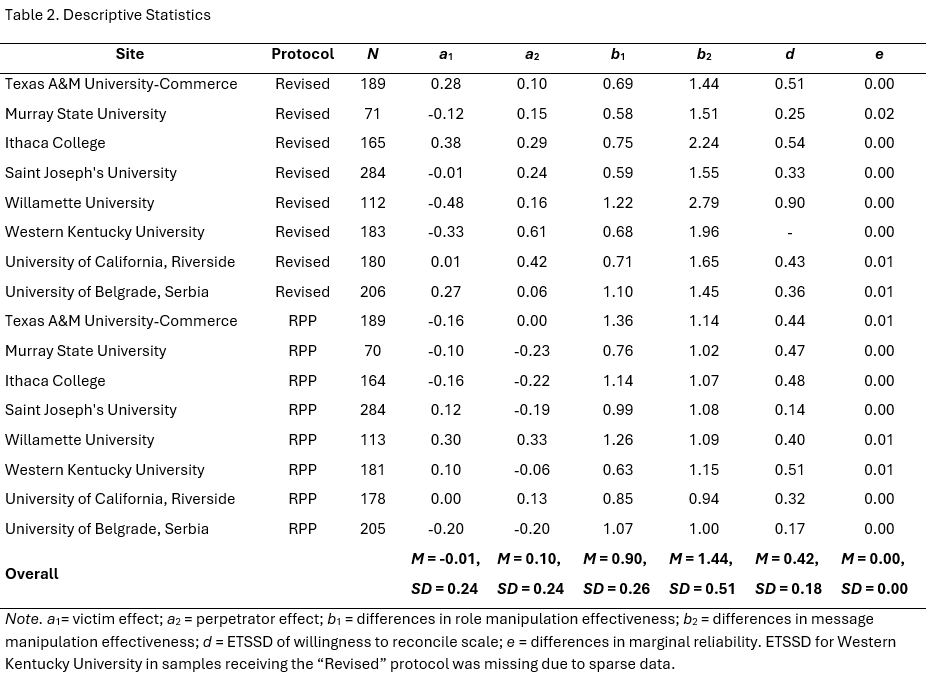 Table 2. Descriptive Statistics
Site Protocol N a₁ a₂ b₁ b₂ d e
Texas A&M University-Commerce Revised 189 0.28 0.10 0.69 1.44 0.51 0.00
Murray State University Revised 71 -0.12 0.15 0.58 1.51 0.25 0.02
Ithaca College Revised 165 0.38 0.29 0.75 2.24 0.54 0.00
Saint Joseph's University Revised 284 -0.01 0.24 0.59 1.55 0.33 0.00
Willamette University Revised 112 -0.48 0.16 1.22 2.79 0.90 0.00
Western Kentucky University Revised 183 -0.33 0.61 0.68 1.96 - 0.00
University of California, Riverside Revised 180 0.01 0.42 0.71 1.65 0.43 0.01
University of Belgrade, Serbia Revised 206 0.27 0.06 1.10 1.45 0.36 0.01
Texas A&M University-Commerce RPP 189 -0.16 0.00 1.36 1.14 0.44 0.01
Murray State University RPP 70 -0.10 -0.23 0.76 1.02 0.47 0.00
Ithaca College RPP 164 -0.16 -0.22 1.14 1.07 0.48 0.00
Saint Joseph's University RPP 284 0.12 -0.19 0.99 1.08 0.14 0.00
Willamette University RPP 113 0.30 0.33 1.26 1.09 0.40 0.01
Western Kentucky University RPP 181 0.10 -0.06 0.63 1.15 0.51 0.01
University of California, Riverside RPP 178 0.00 0.13 0.85 0.94 0.32 0.00
University of Belgrade, Serbia RPP 205 -0.20 -0.20 1.07 1.00 0.17 0.00
Overall
M = -0.01, M = 0.10, M = 0.90, M = 1.44, M = 0.42, M = 0.00,
SD = 0.24 SD = 0.24 SD = 0.26 SD = 0.51 SD = 0.18 SD = 0.00
Note. a₁= victim effect; a₂ = perpetrator effect; b₁ = differences in role manipulation effectiveness; b₂ = differences in message
manipulation effectiveness; d = ETSSD of willingness to reconcile scale; e = differences in marginal reliability. ETSSD for Western
Kentucky University in samples receiving the “Revised” protocol was missing due to sparse data.